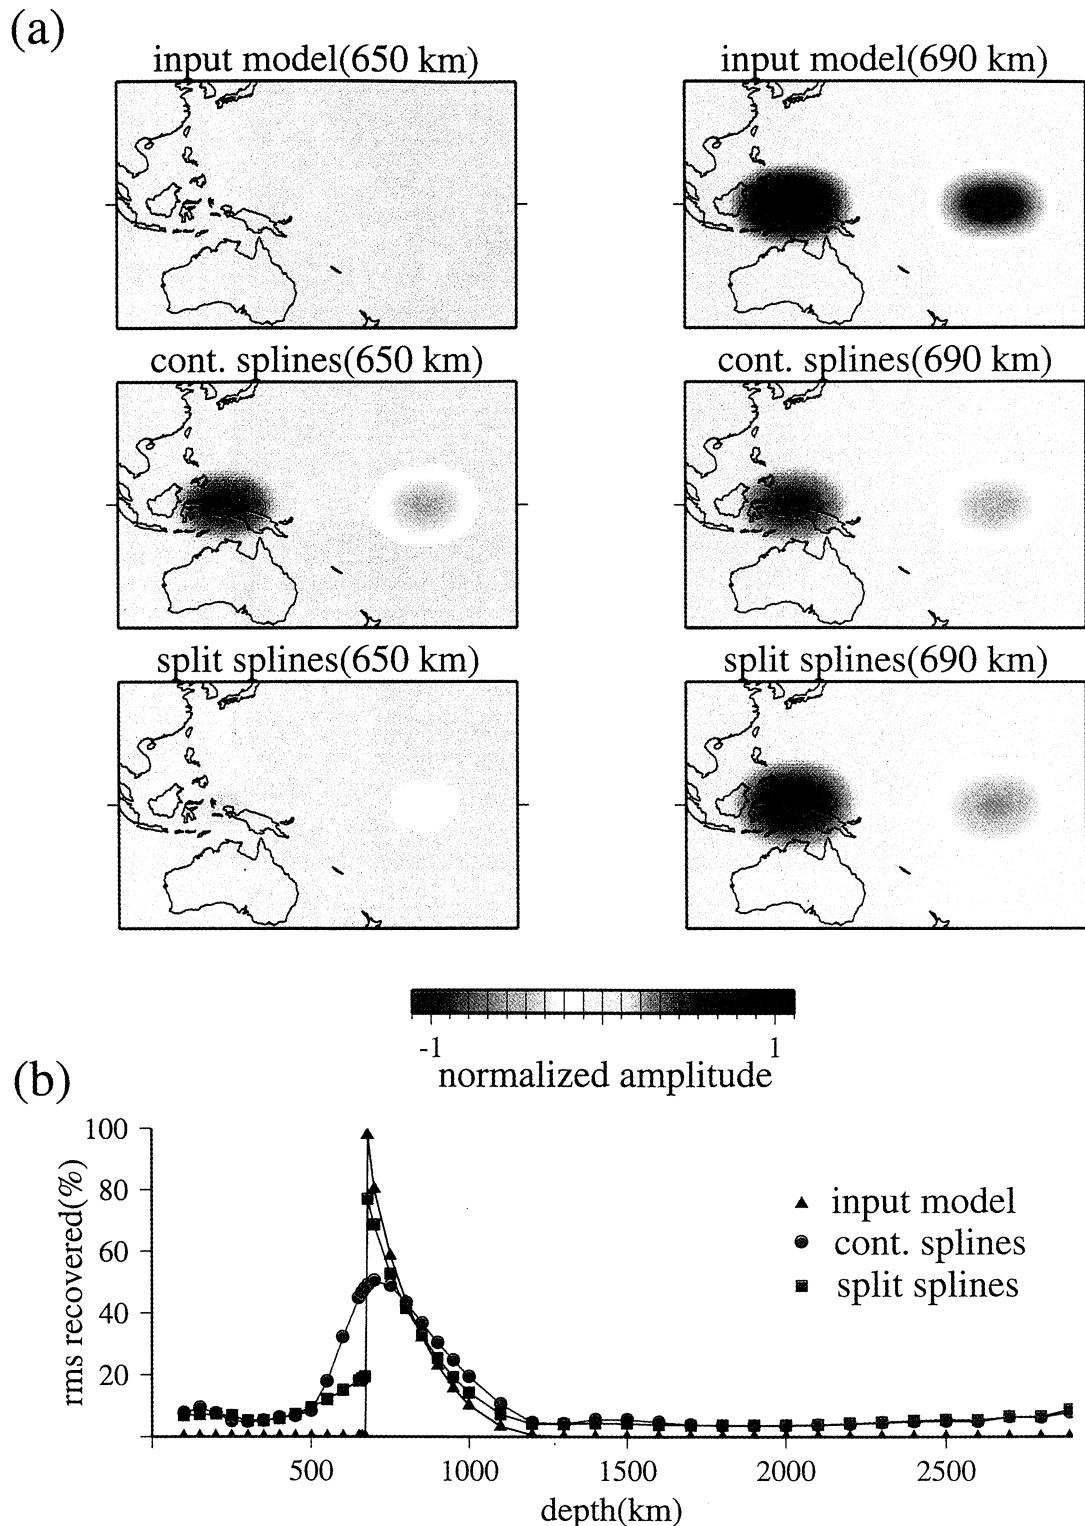 (a)
input model(650 km)
input model(690 km)
cont. splines(650 km)
cont. splines(690 km)
split splines(650 km)
split splines(690 km)
-1
1
normalized amplitude
(b)
100
80
60
40
20
rms recovered(%)
input model
cont. splines
split splines
500
1000
1500
2000
2500
depth(km)